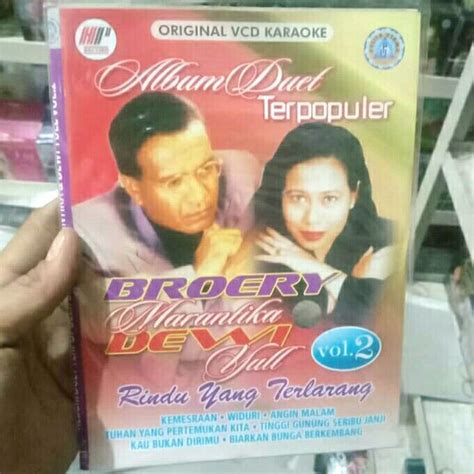 ORIGINAL VCD KARAOKE
RECORD
Album Duet
Terpopuler
BROERY
Marantika
DEWI
Yull
vol.2
Rindu Yang Terlarang
KEMESRAAN • WIDURI • ANGIN MALAM
TUHAN YANG PERTEMUKAN KITA • TINGGI GUNUNG SERIBU JANJI
KAU BUKAN DIRIMU • BIARKAN BUNGA BERKEMBANG